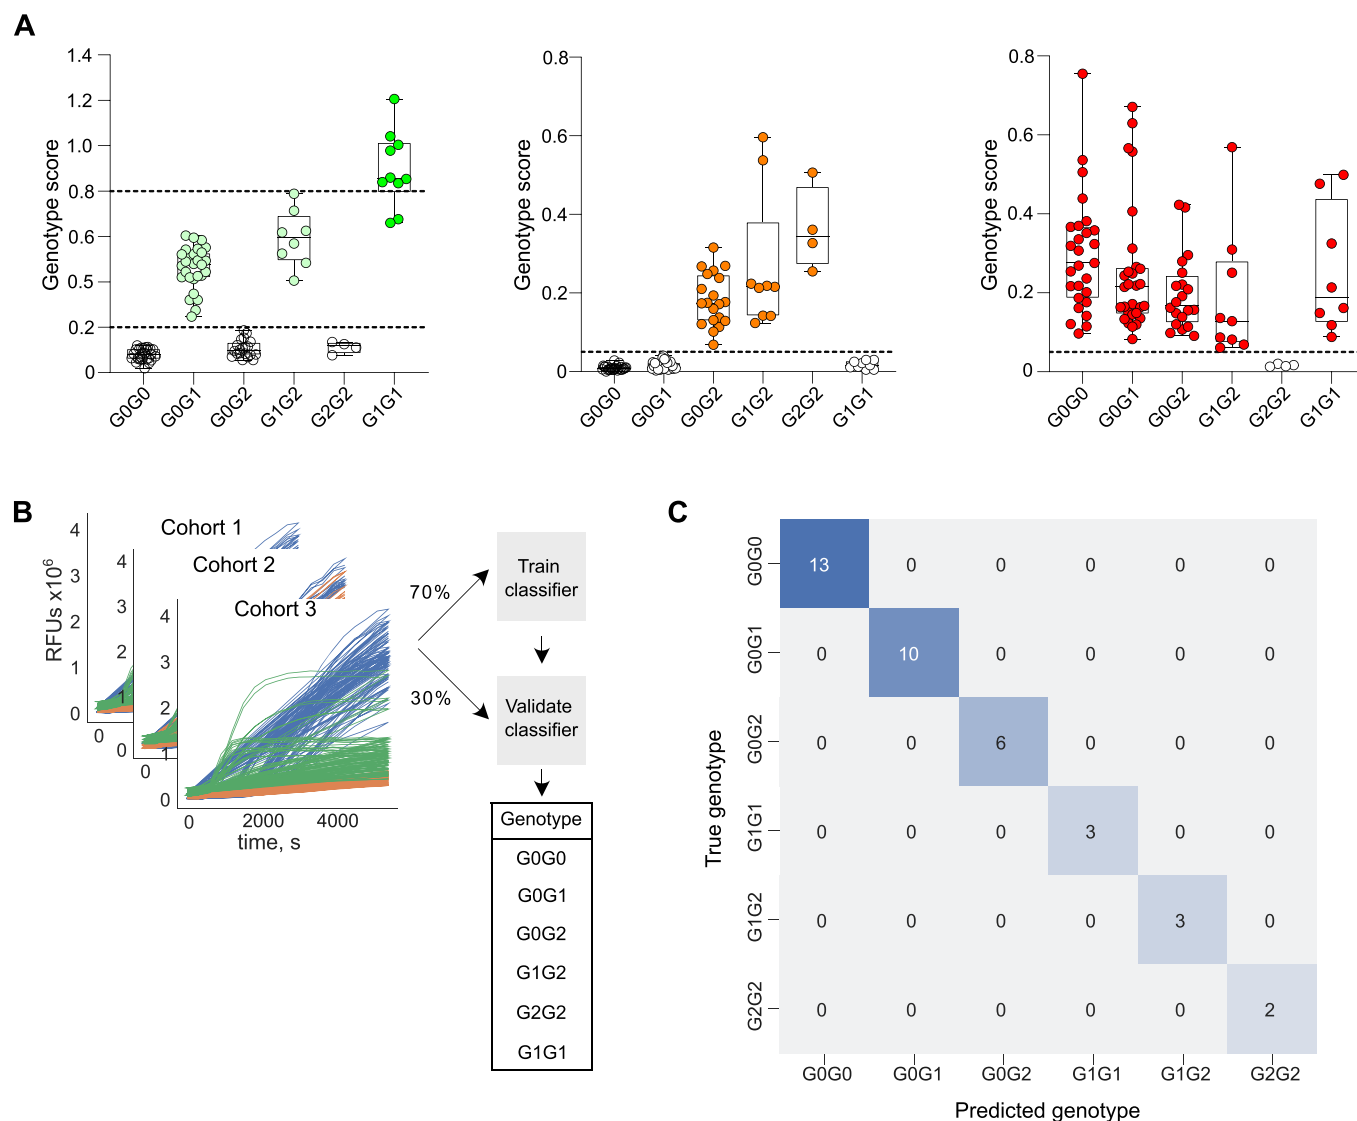 A
Genotype score
1.4
1.2
1.0
0.8
0.6
0.5
0.2
0
G0G0
G0G1
G0G2
G1G2
G2G2
G1G1
Genotype score
0.8
0.6
0.4
0.2
0
G0G0
G0G1
G0G2
G1G2
G2G2
G1G1
Genotype score
0.8
0.6
0.4
0.2
0
G0G0
G0G1
G0G2
G1G2
G2G2
G1G1
B
RFUs x10⁶
Cohort 1
4
3
2
1
0
0
Cohort 2
4
3
2
1
0
0
Cohort 3
4
3
2
1
0
0 2000 4000
time, s
70%
30%
Train
classifier
Validate
classifier
Genotype
G0G0
G0G1
G0G2
G1G2
G2G2
G1G1
C
True genotype
G0G0 13 0 0 0 0 0
G0G1 0 10 0 0 0 0
G0G2 0 0 6 0 0 0
G1G1 0 0 0 3 0 0
G1G2 0 0 0 0 3 0
G2G2 0 0 0 0 0 2
G0G0 G0G1 G0G2 G1G1 G1G2 G2G2
Predicted genotype